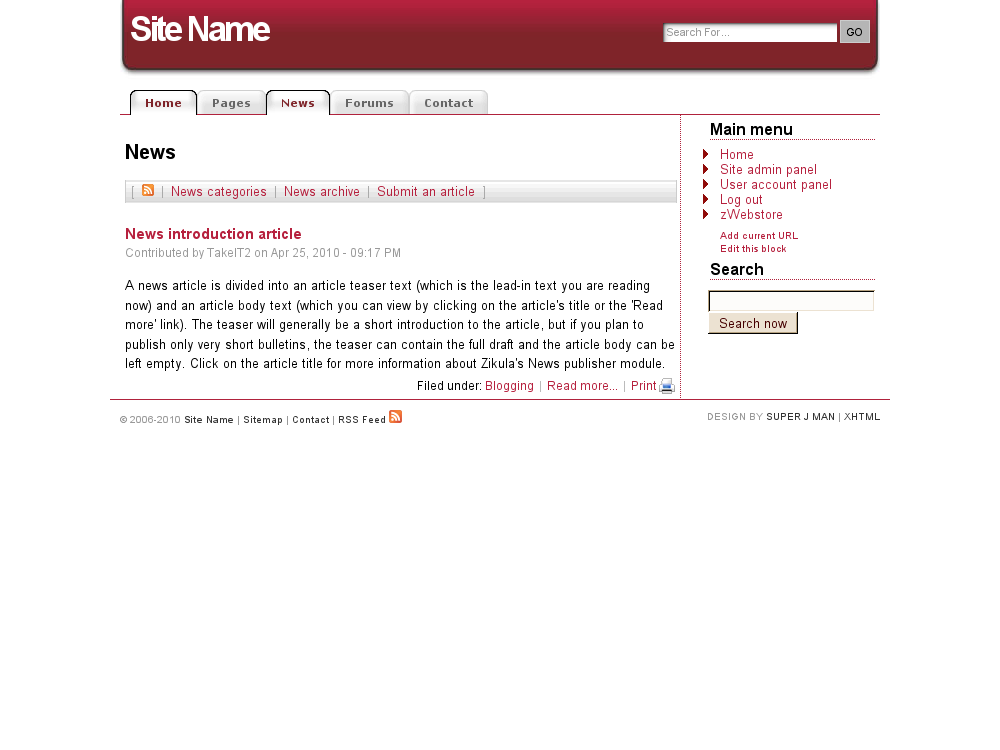 Site Name
Search For...
GO
Home
Pages
News
Forums
Contact
News
[ | News categories | News archive | Submit an article ]
News introduction article
Contributed by TakeIT2 on Apr 25, 2010 - 09:17 PM
A news article is divided into an article teaser text (which is the lead-in text you are reading
now) and an article body text (which you can view by clicking on the article's title or the 'Read
more' link). The teaser will generally be a short introduction to the article, but if you plan to
publish only very short bulletins, the teaser can contain the full draft and the article body can be
left empty. Click on the article title for more information about Zikula's News publisher module.
Filed under: Blogging | Read more... | Print
Main menu
Home
Site admin panel
User account panel
Log out
zWebstore
Add current URL
Edit this block
Search
Search now
© 2006-2010 Site Name | Sitemap | Contact | RSS Feed
DESIGN BY SUPER J MAN | XHTML